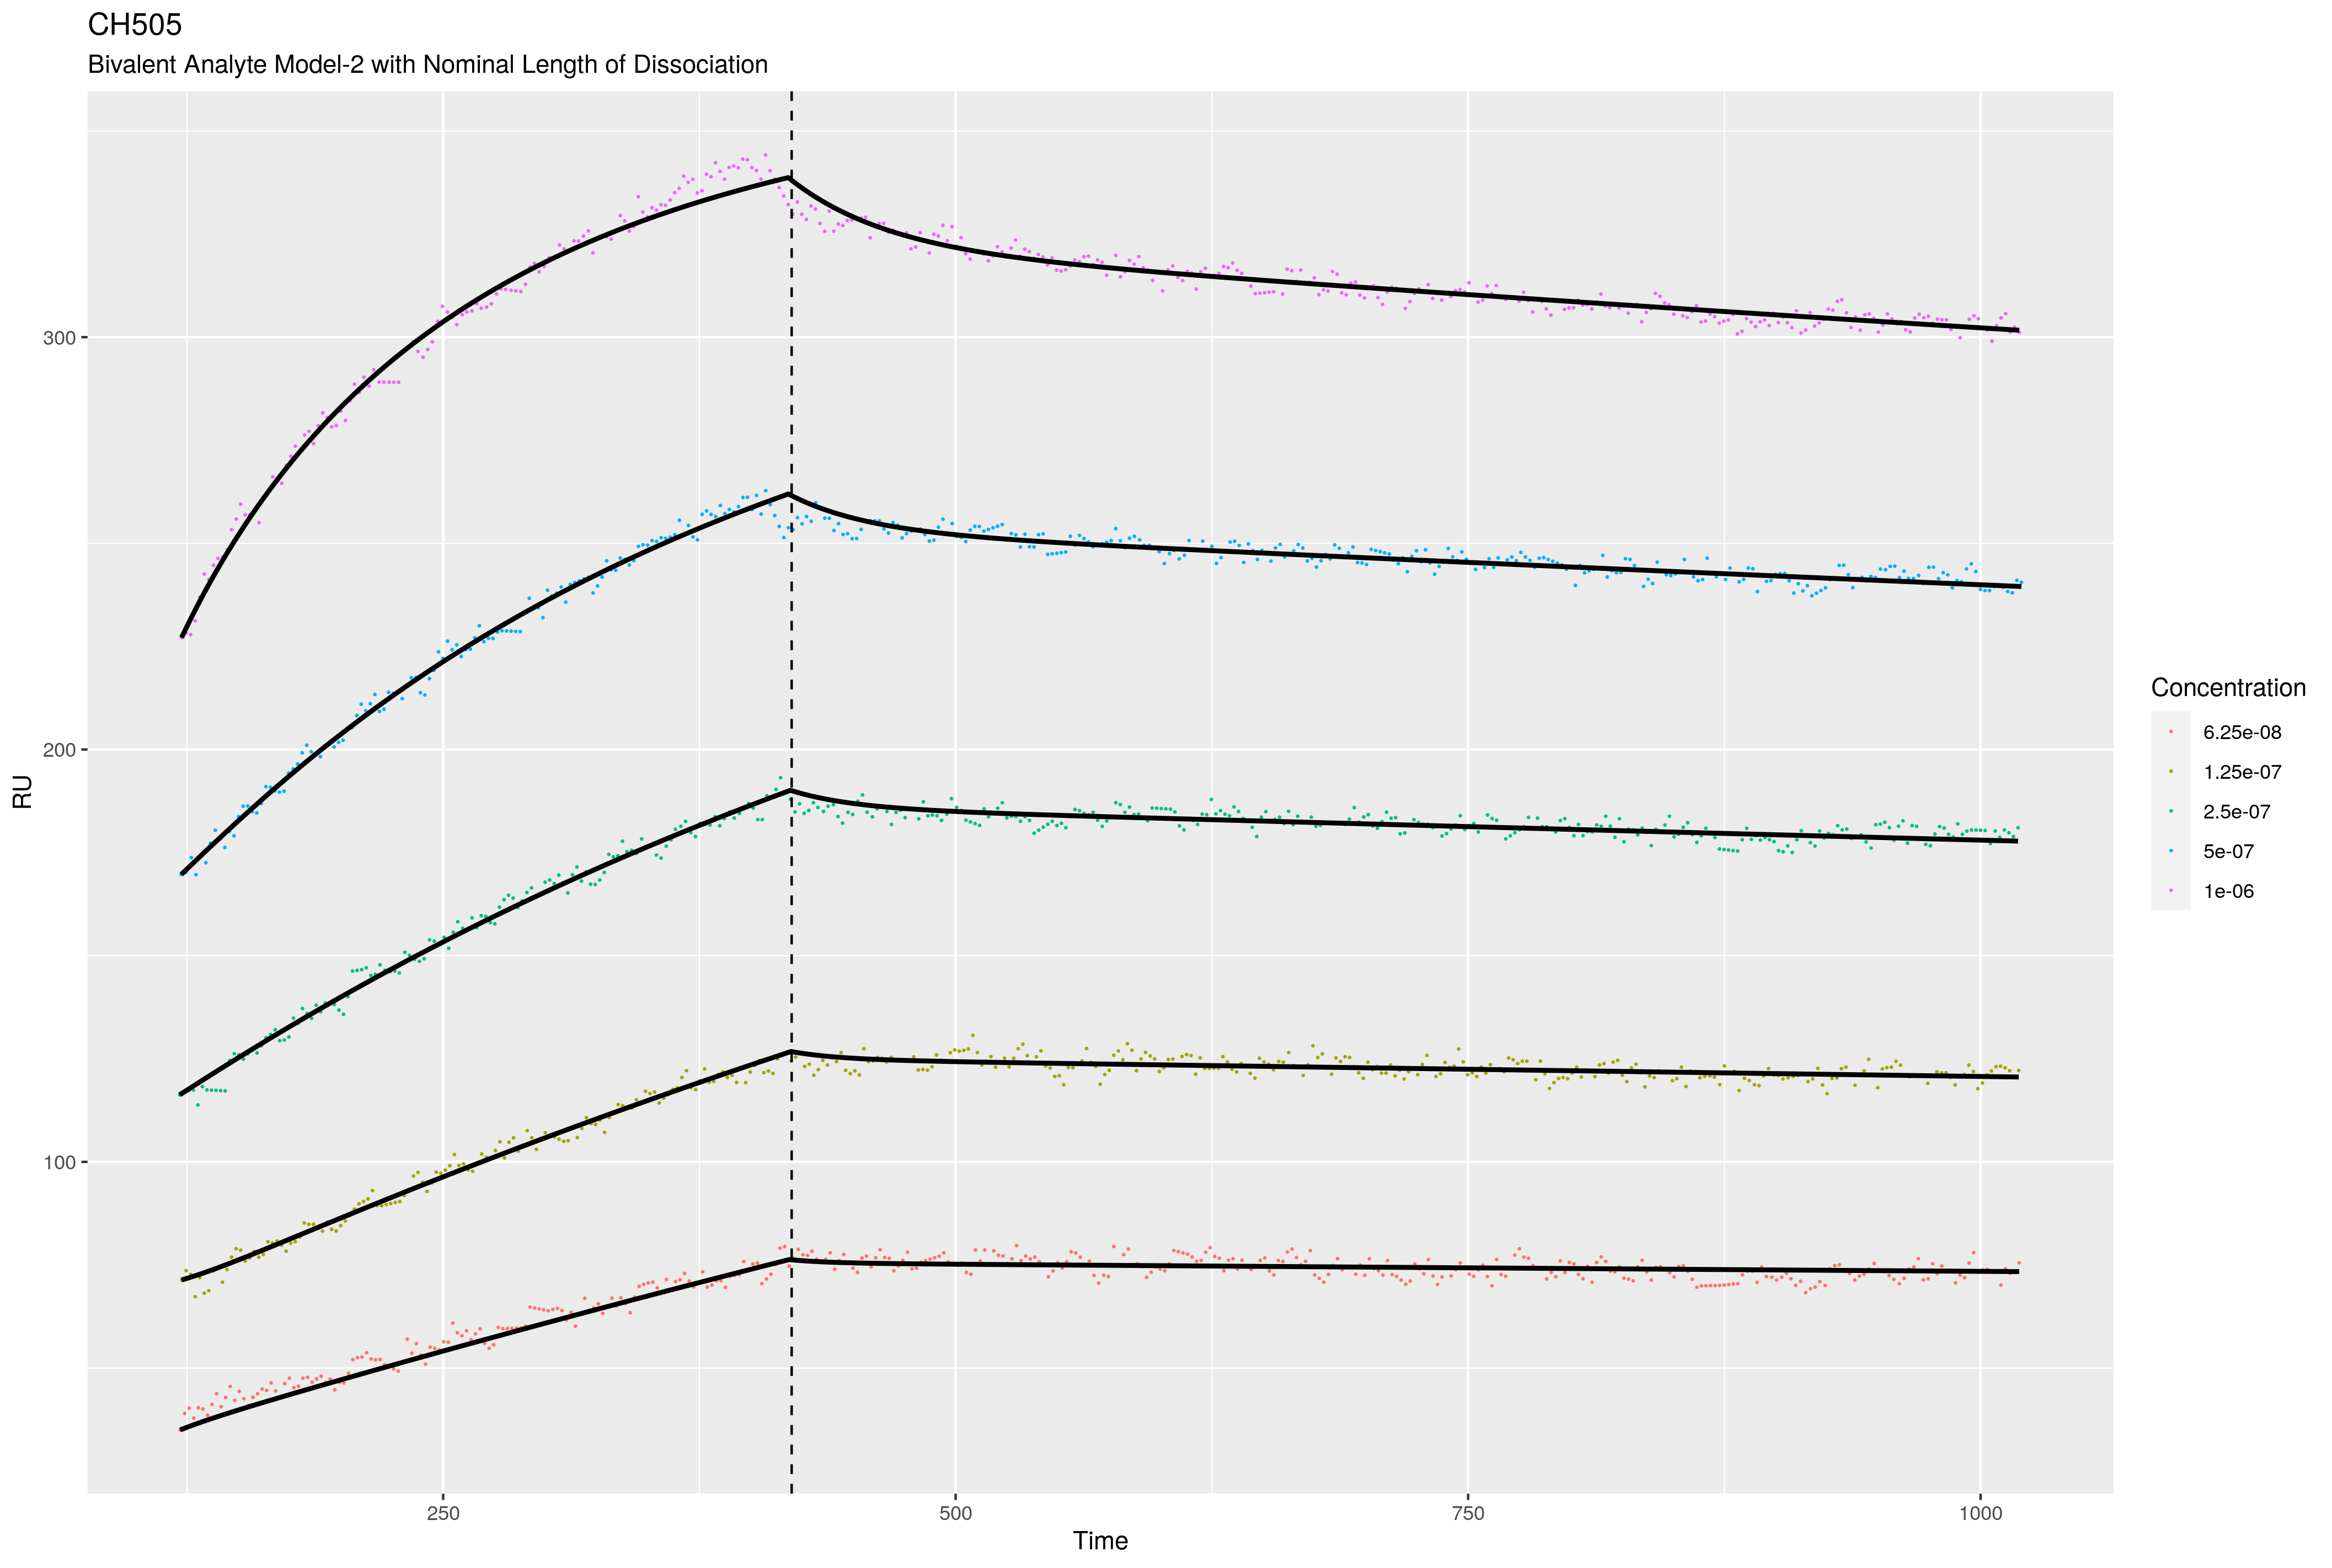 CH505
Bivalent Analyte Model-2 with Nominal Length of Dissociation
RU
300
200
100
250
500
750
1000
Time
Concentration
6.25e-08
1.25e-07
2.5e-07
5e-07
1e-06